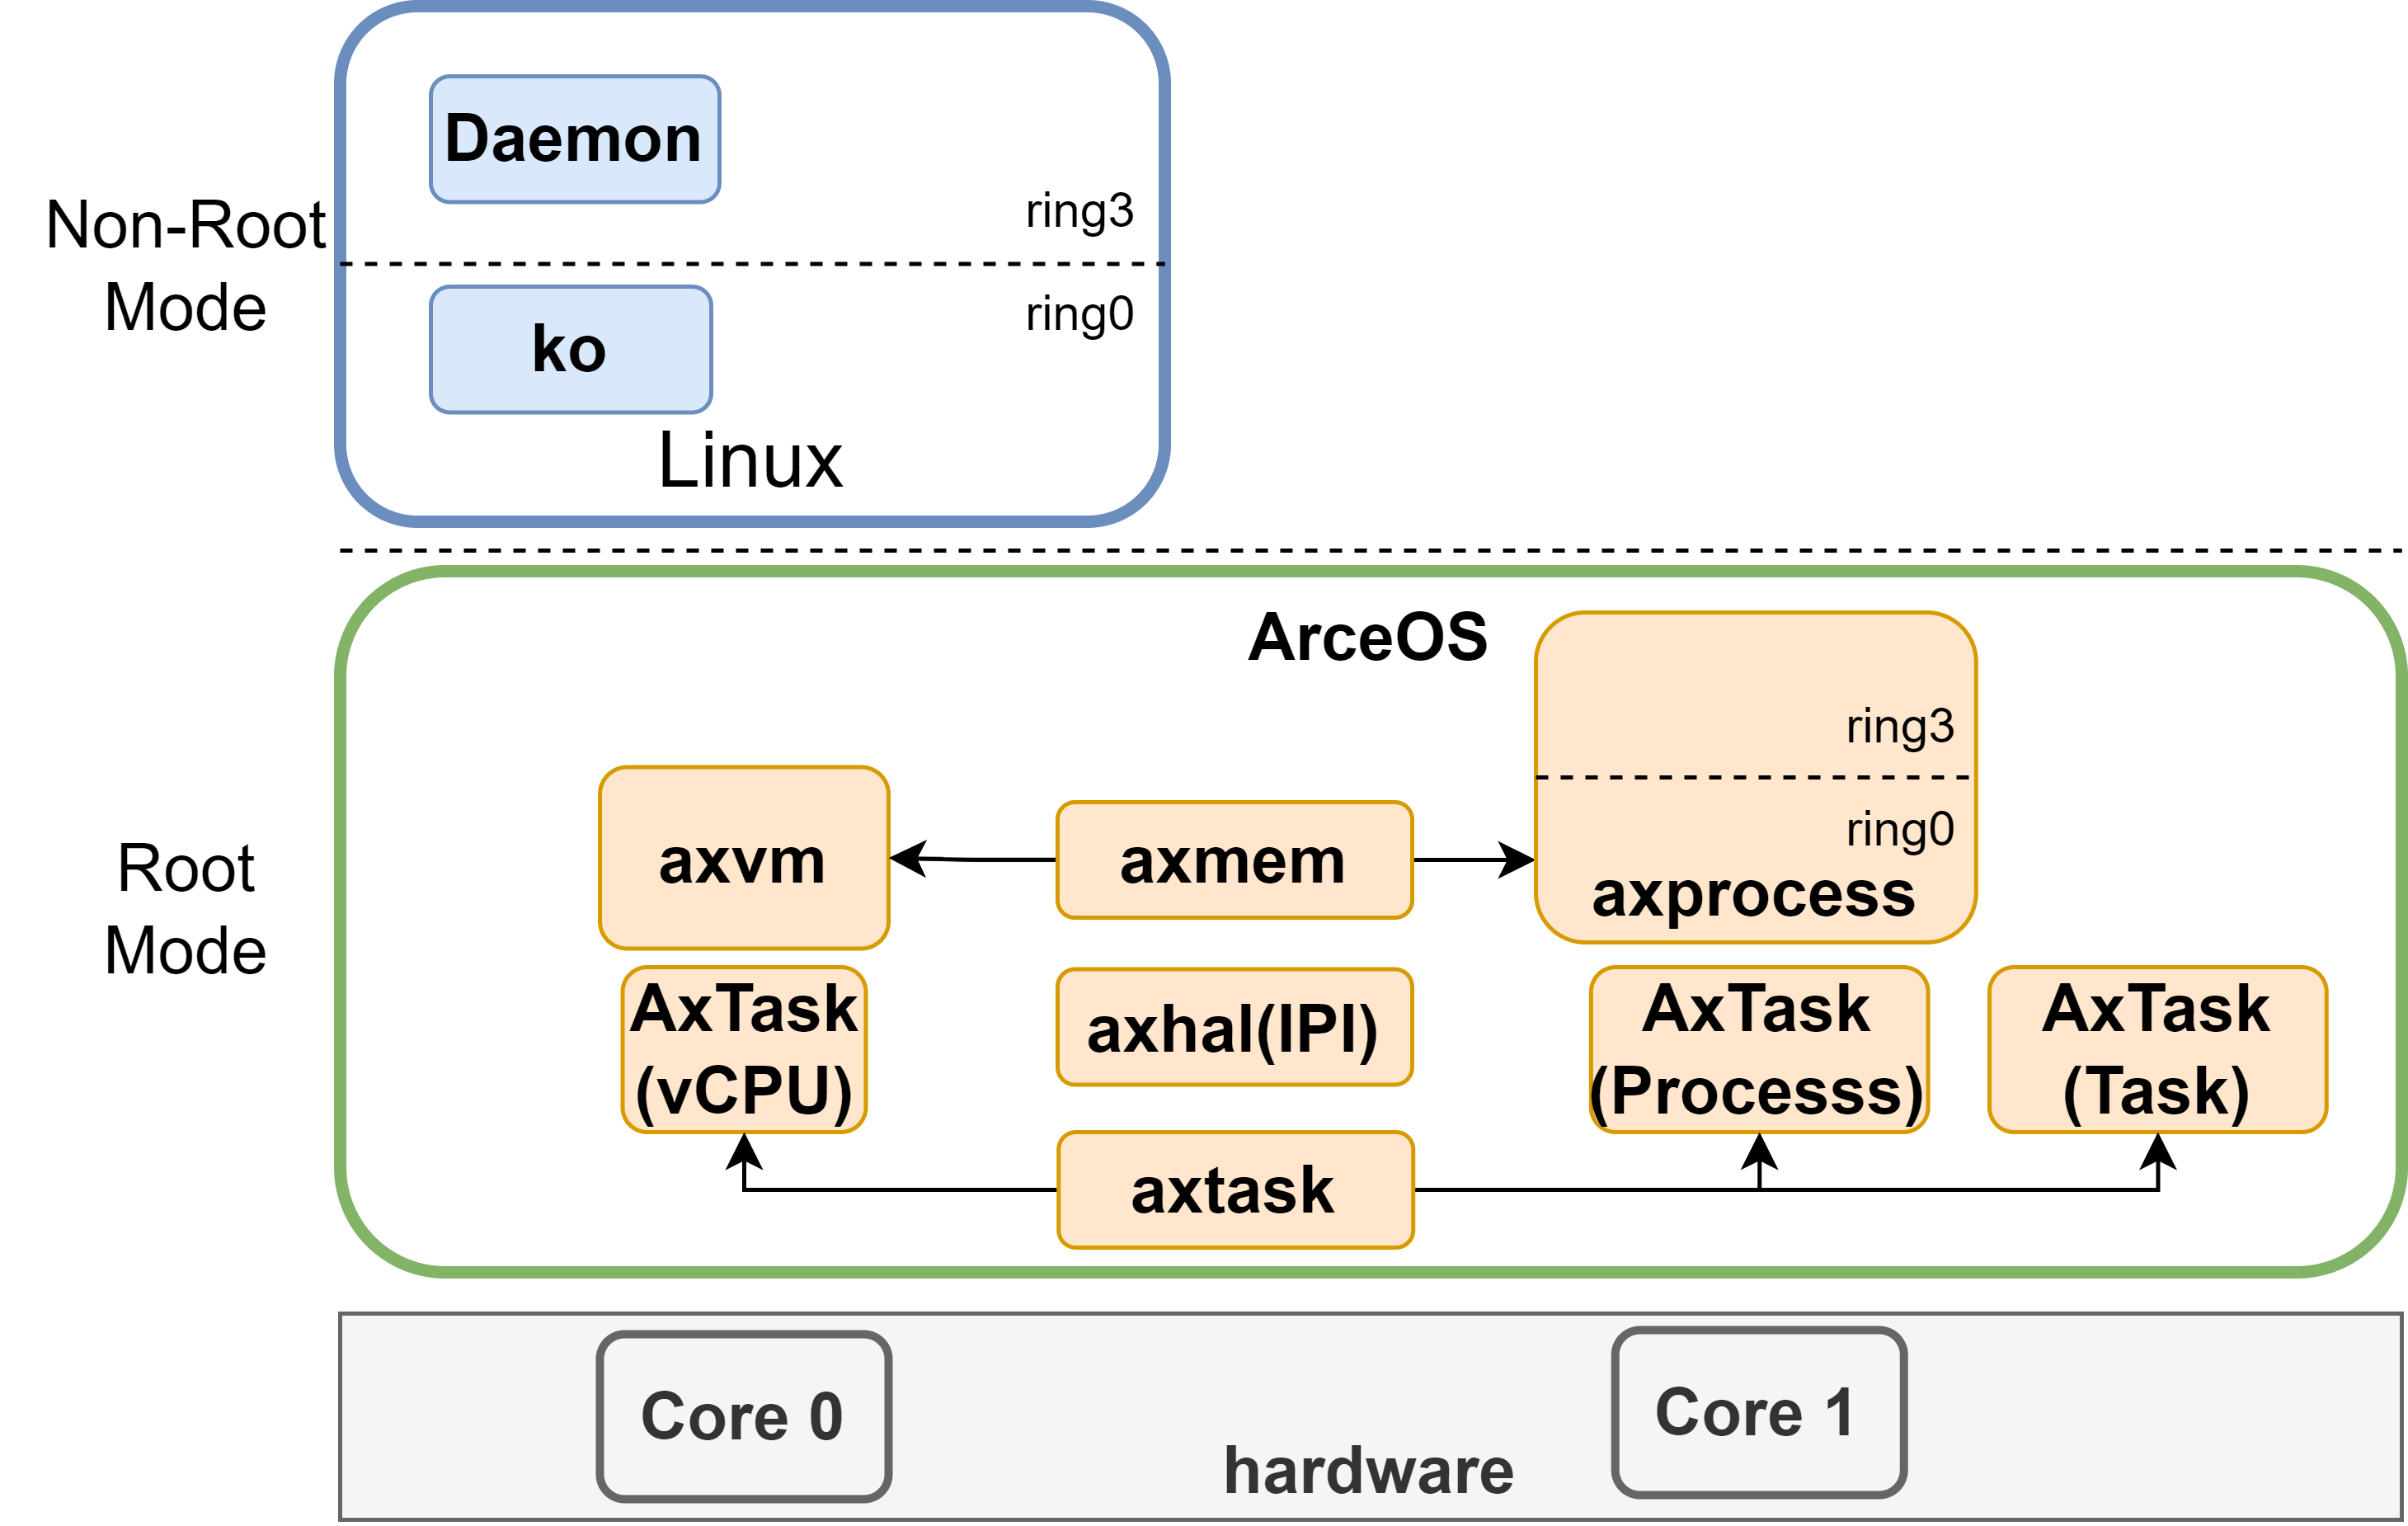 Non-Root
Mode
Daemon
ring3
ring0
ko
Linux
Root
Mode
ArceOS
ring3
ring0
axvm
axmem
axprocess
AxTask
(vCPU)
axhal(IPI)
AxTask
(Processs)
AxTask
(Task)
axtask
Core 0
Core 1
hardware